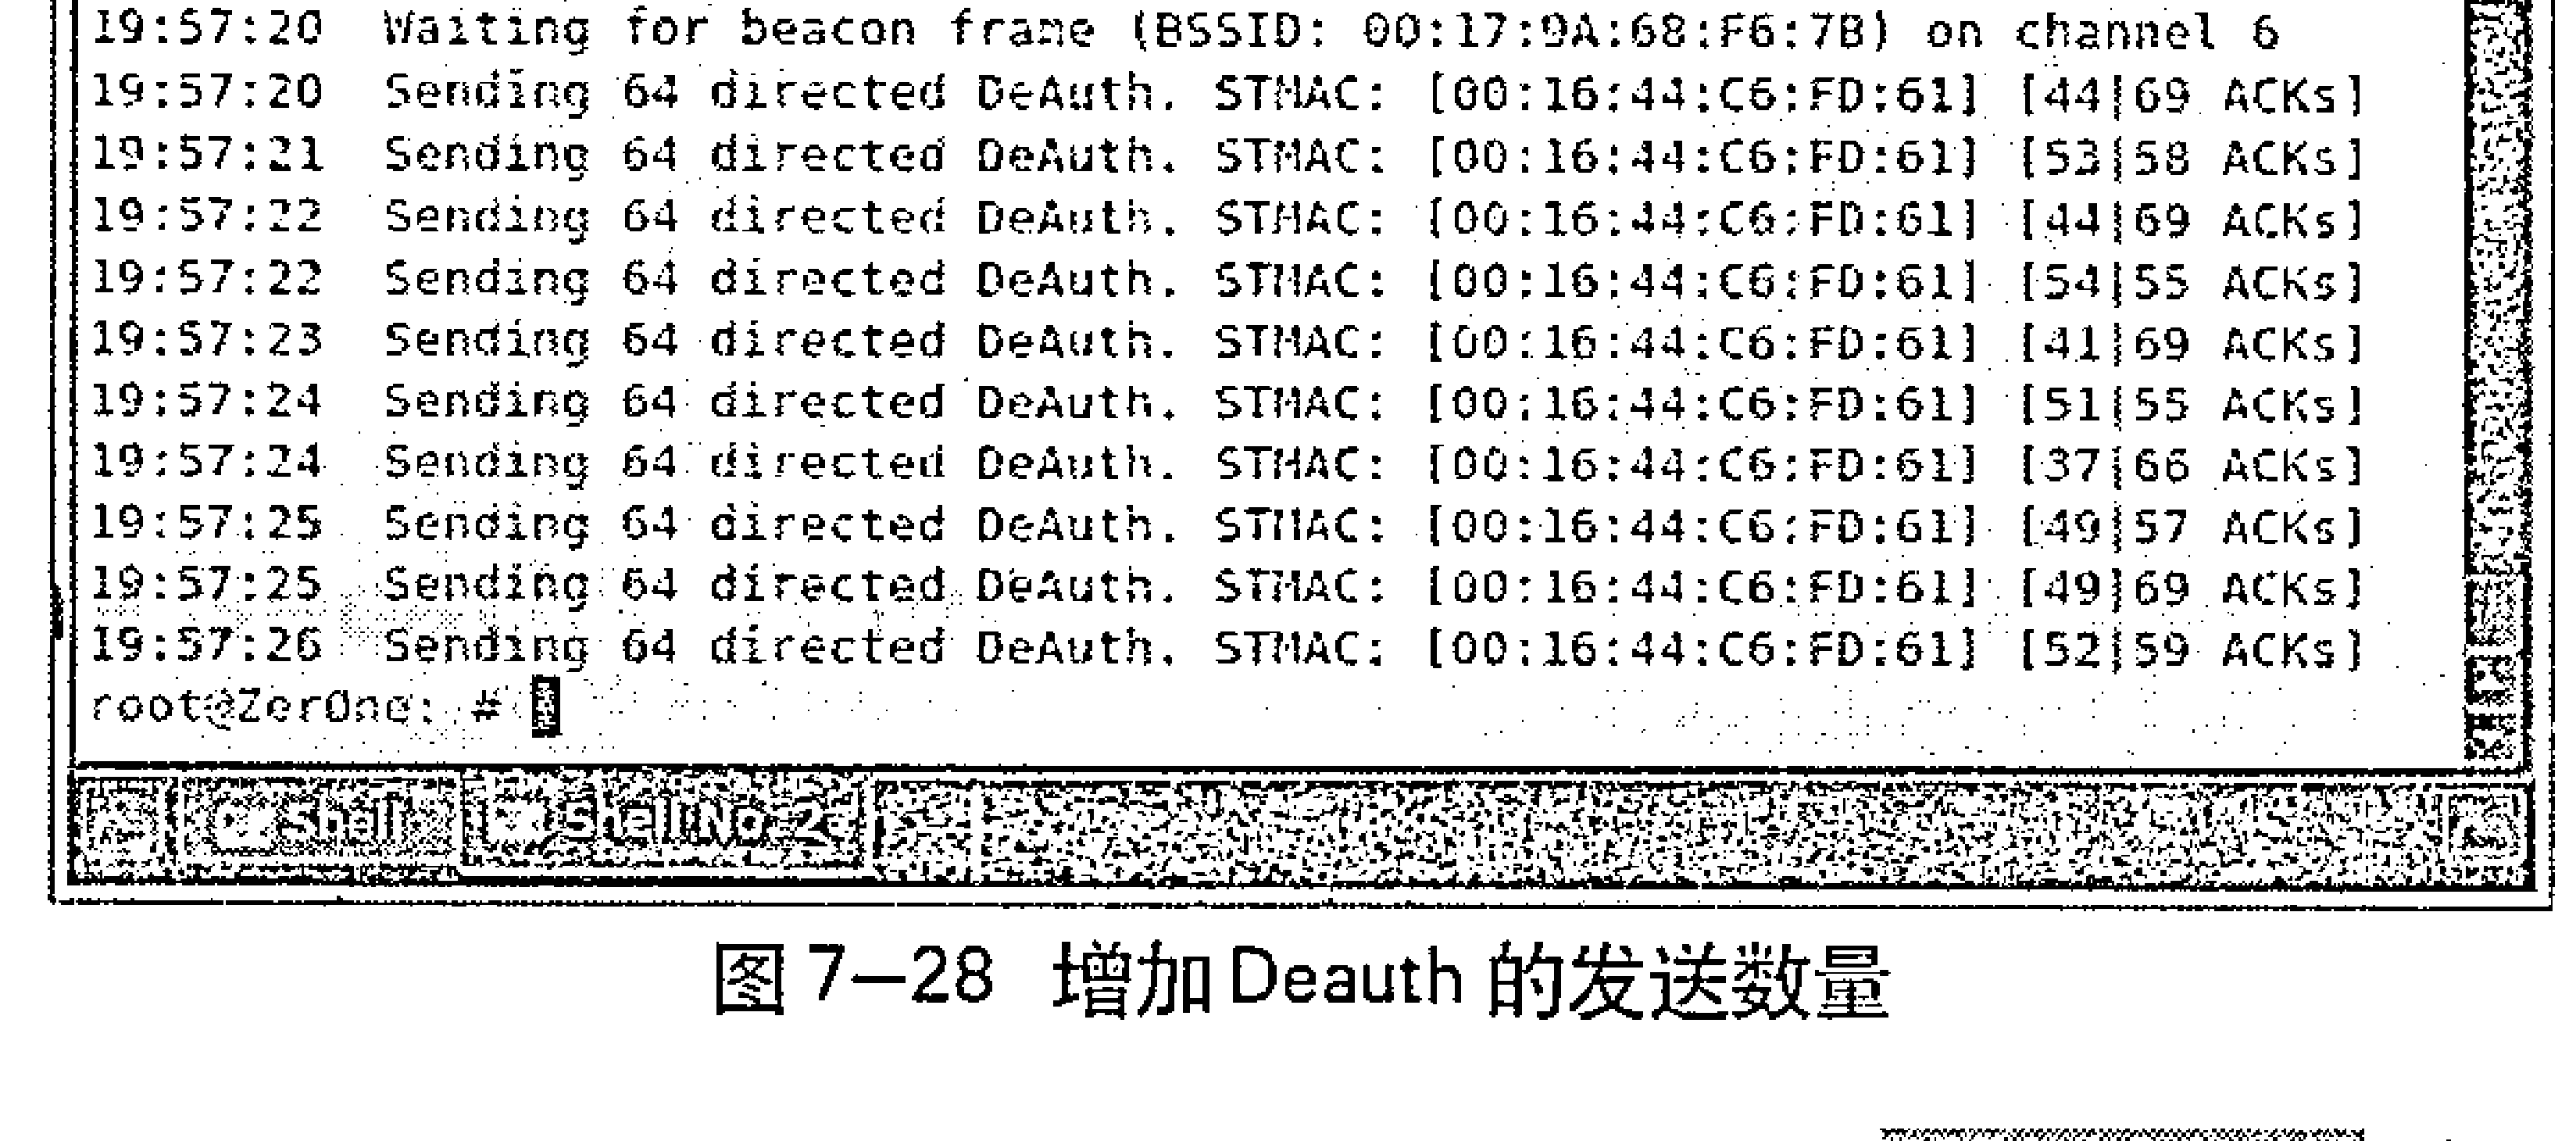 19:57:20  Waiting for beacon frame (BSSID: 00:17:9A:68:F6:7B) on channel 6
19:57:20  Sending 64 directed DeAuth. STMAC: [00:16:44:C6:FD:61] [44|69 ACKs]
19:57:21  Sending 64 directed DeAuth. STMAC: [00:16:44:C6:FD:61] [53|58 ACKs]
19:57:22  Sending 64 directed DeAuth. STMAC: [00:16:44:C6:FD:61] [44|69 ACKs]
19:57:22  Sending 64 directed DeAuth. STMAC: [00:16:44:C6:FD:61] [54|55 ACKs]
19:57:23  Sending 64 directed DeAuth. STMAC: [00:16:44:C6:FD:61] [41|69 ACKs]
19:57:24  Sending 64 directed DeAuth. STMAC: [00:16:44:C6:FD:61] [51|55 ACKs]
19:57:24  Sending 64 directed DeAuth. STMAC: [00:16:44:C6:FD:61] [37|66 ACKs]
19:57:25  Sending 64 directed DeAuth. STMAC: [00:16:44:C6:FD:61] [49|57 ACKs]
19:57:25  Sending 64 directed DeAuth. STMAC: [00:16:44:C6:FD:61] [49|69 ACKs]
19:57:26  Sending 64 directed DeAuth. STMAC: [00:16:44:C6:FD:61] [52|59 ACKs]
root@ZerOne: #
Shell Shell No. 2
图 7—28 增加 Deauth 的发送数量